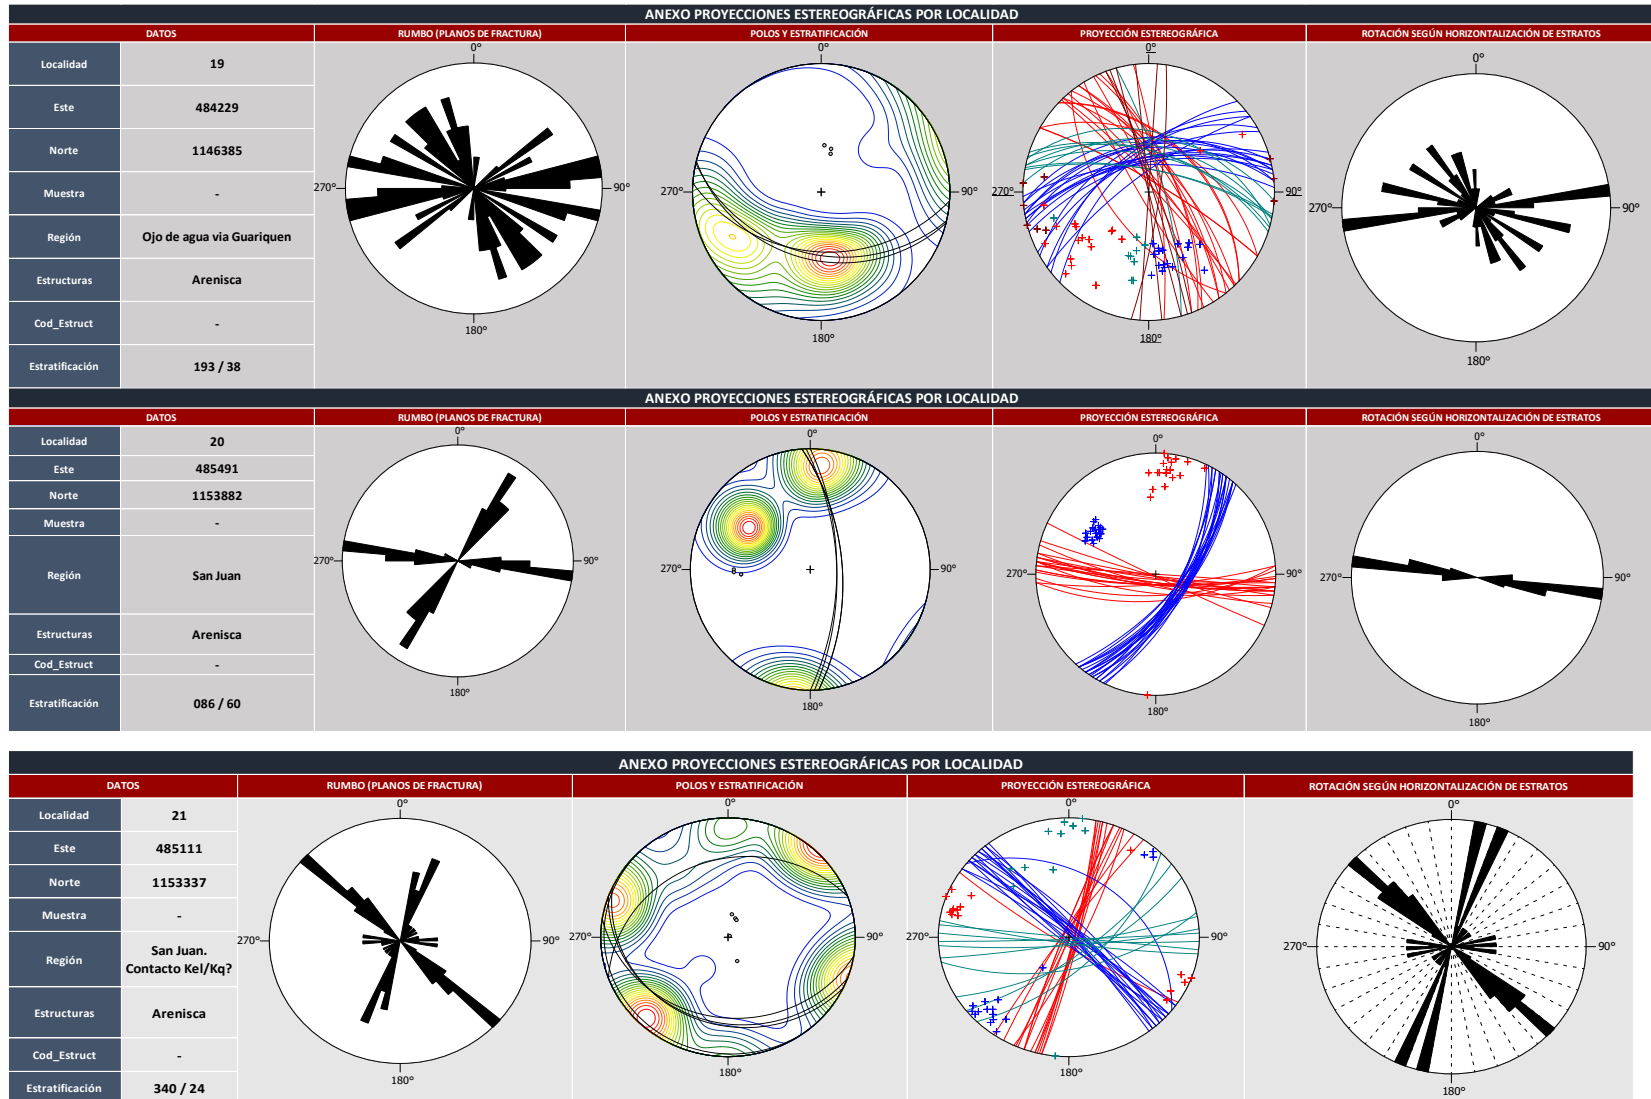 ANEXO PROYECCIONES ESTEREOGRÁFICAS POR LOCALIDAD
DATOS
RUMBO (PLANOS DE FRACTURA)
POLOS Y ESTRATIFICACIÓN
PROYECCIÓN ESTEREOGRÁFICA
ROTACIÓN SEGÚN HORIZONTALIZACIÓN DE ESTRATOS
Localidad 19
Este 484229
Norte 1146385
Muestra -
Región Ojo de agua via Guariquen
Estructuras Arenisca
Cod_Estruct -
Estratificación 193 / 38
0°
270°
90°
180°
0°
270°
90°
180°
0°
270°
90°
180°
0°
270°
90°
180°
ANEXO PROYECCIONES ESTEREOGRÁFICAS POR LOCALIDAD
DATOS
RUMBO (PLANOS DE FRACTURA)
POLOS Y ESTRATIFICACIÓN
PROYECCIÓN ESTEREOGRÁFICA
ROTACIÓN SEGÚN HORIZONTALIZACIÓN DE ESTRATOS
Localidad 20
Este 485491
Norte 1153882
Muestra -
Región San Juan
Estructuras Arenisca
Cod_Estruct -
Estratificación 086 / 60
0°
270°
90°
180°
0°
270°
90°
180°
0°
270°
90°
180°
0°
270°
90°
180°
ANEXO PROYECCIONES ESTEREOGRÁFICAS POR LOCALIDAD
DATOS
RUMBO (PLANOS DE FRACTURA)
POLOS Y ESTRATIFICACIÓN
PROYECCIÓN ESTEREOGRÁFICA
ROTACIÓN SEGÚN HORIZONTALIZACIÓN DE ESTRATOS
Localidad 21
Este 485111
Norte 1153337
Muestra -
Región San Juan.
Contacto Kel/Kq?
Estructuras Arenisca
Cod_Estruct -
Estratificación 340 / 24
0°
270°
90°
180°
0°
270°
90°
180°
0°
270°
90°
180°
0°
270°
90°
180°